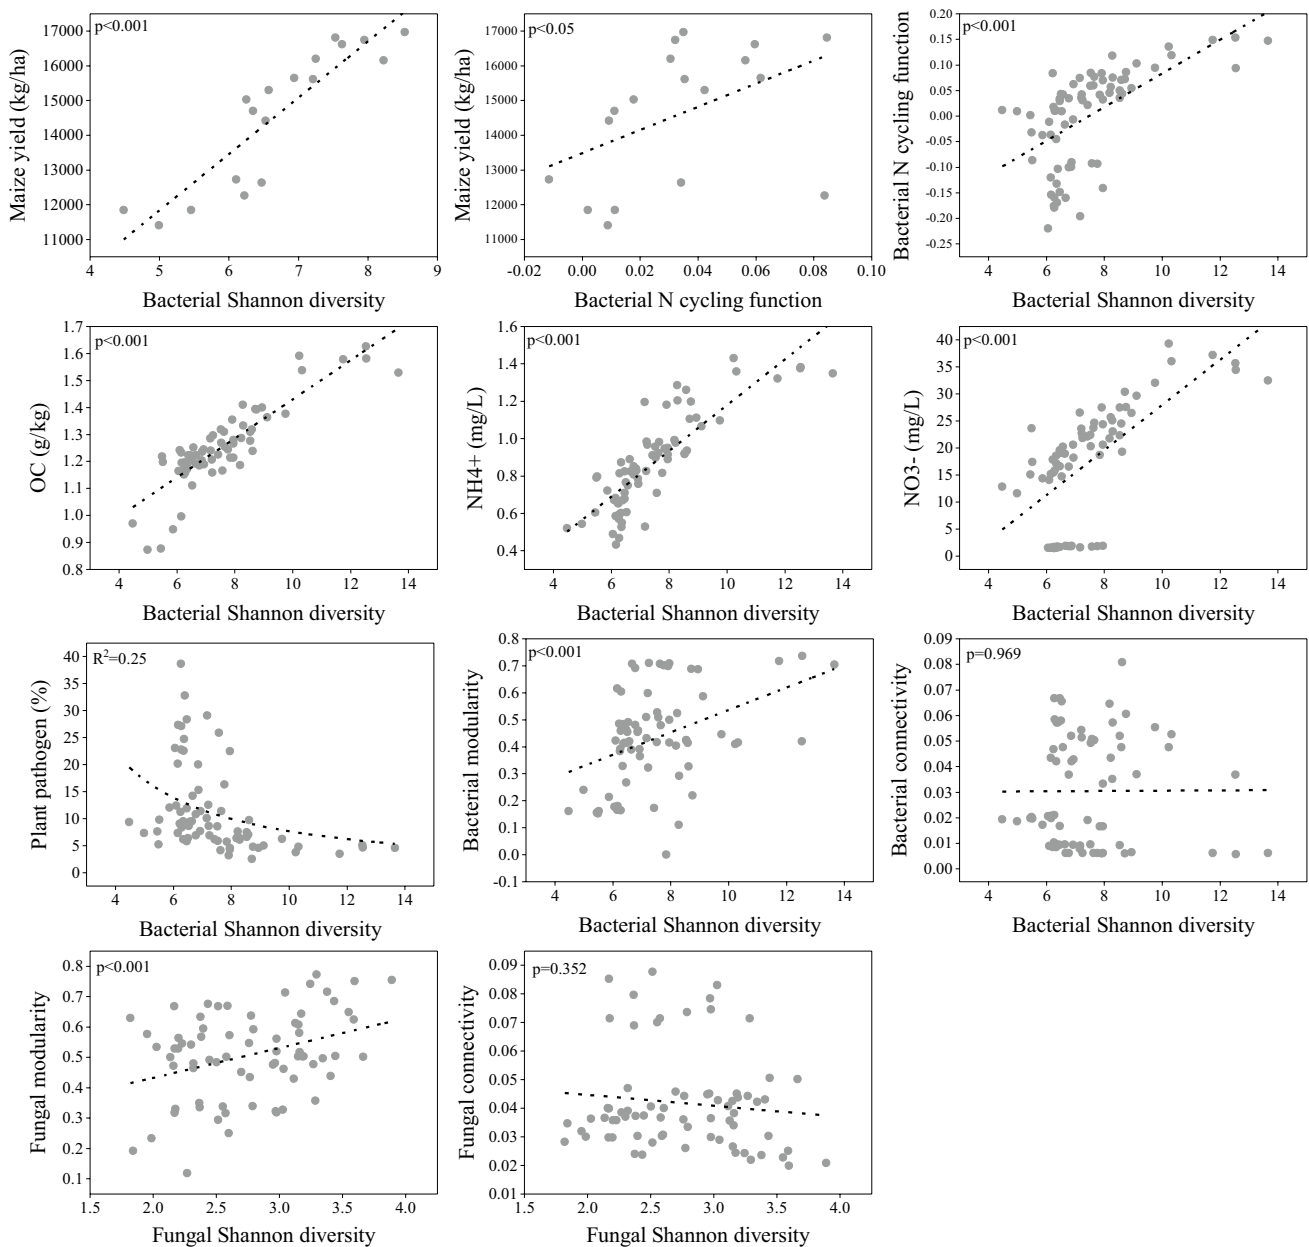 p<0.001
17000
16000
15000
14000
13000
12000
11000
4 5 6 7 8 9
Maize yield (kg/ha)
Bacterial Shannon diversity
p<0.05
17000
16000
15000
14000
13000
12000
11000
-0.02 0.00 0.02 0.04 0.06 0.08 0.10
Maize yield (kg/ha)
Bacterial N cycling function
p<0.001
0.20
0.15
0.10
0.05
0.00
-0.05
-0.10
-0.15
-0.20
-0.25
4 6 8 10 12 14
Bacterial N cycling function
Bacterial Shannon diversity
p<0.001
1.7
1.6
1.5
1.4
1.3
1.2
1.1
1.0
0.9
0.8
4 6 8 10 12 14
OC (g/kg)
Bacterial Shannon diversity
p<0.001
1.6
1.4
1.2
1.0
0.8
0.6
0.4
4 6 8 10 12 14
NH4+ (mg/L)
Bacterial Shannon diversity
p<0.001
40
35
30
25
20
15
10
5
0
4 6 8 10 12 14
NO3- (mg/L)
Bacterial Shannon diversity
R²=0.25
40
35
30
25
20
15
10
5
0
4 6 8 10 12 14
Plant pathogen (%)
Bacterial Shannon diversity
p<0.001
0.8
0.7
0.6
0.5
0.4
0.3
0.2
0.1
0.0
-0.1
4 6 8 10 12 14
Bacterial modularity
Bacterial Shannon diversity
p=0.969
0.09
0.08
0.07
0.06
0.05
0.04
0.03
0.02
0.01
0.00
4 6 8 10 12 14
Bacterial connectivity
Bacterial Shannon diversity
p<0.001
0.8
0.7
0.6
0.5
0.4
0.3
0.2
0.1
1.5 2.0 2.5 3.0 3.5 4.0
Fungal modularity
Fungal Shannon diversity
p=0.352
0.09
0.08
0.07
0.06
0.05
0.04
0.03
0.02
0.01
1.5 2.0 2.5 3.0 3.5 4.0
Fungal connectivity
Fungal Shannon diversity